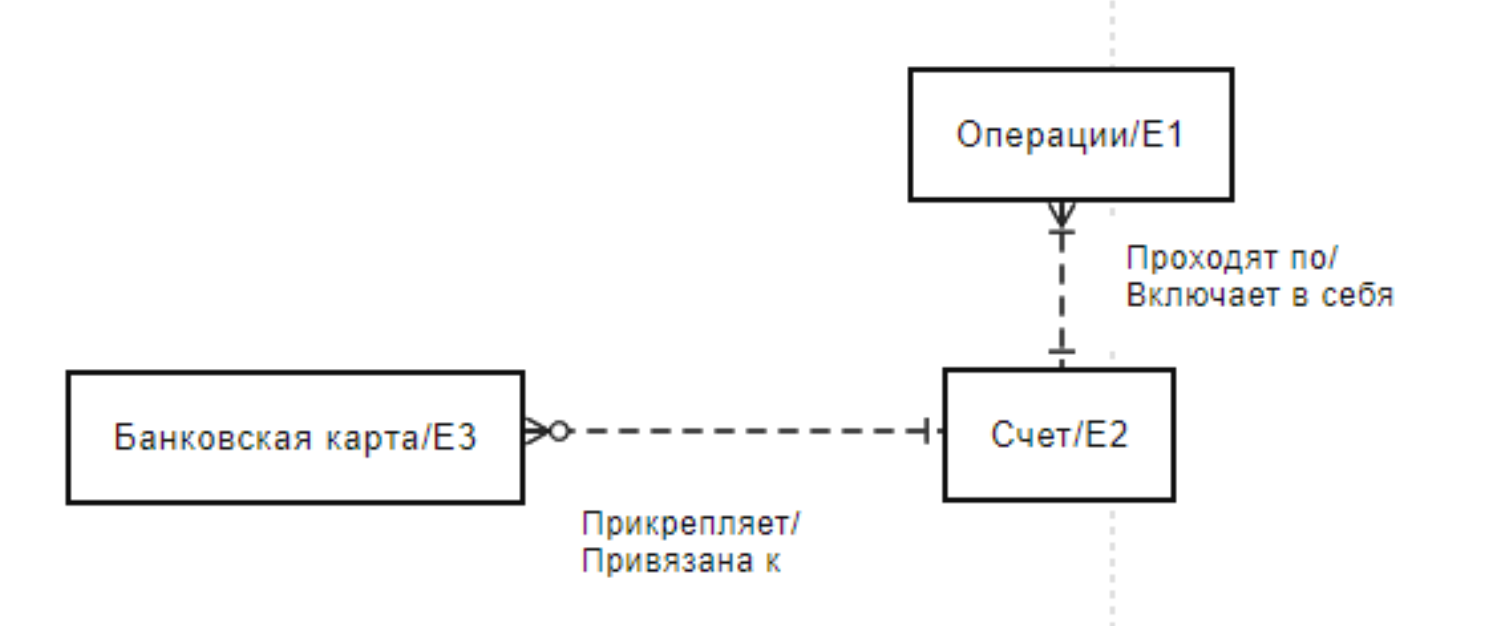 Операции/E1
Проходят по/
Включает в себя
Банковская карта/E3
Счет/E2
Прикрепляет/
Привязана к